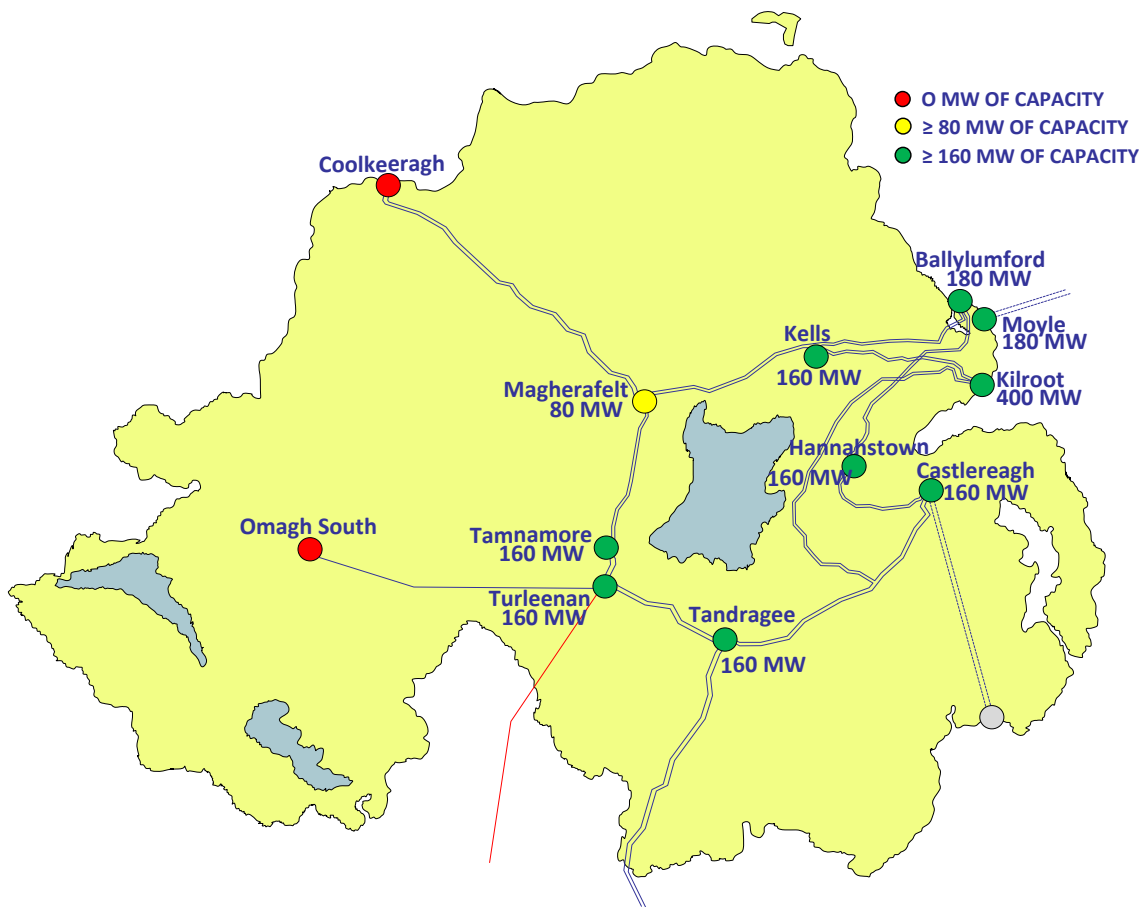 O MW OF CAPACITY
≥ 80 MW OF CAPACITY
≥ 160 MW OF CAPACITY
Coolkeeragh
Ballylumford
180 MW
Moyle
180 MW
Kells
160 MW
Kilroot
400 MW
Magherafelt
80 MW
Hannahstown
160 MW
Castlereagh
160 MW
Omagh South
Tamnamore
160 MW
Turleenan
160 MW
Tandragee
160 MW